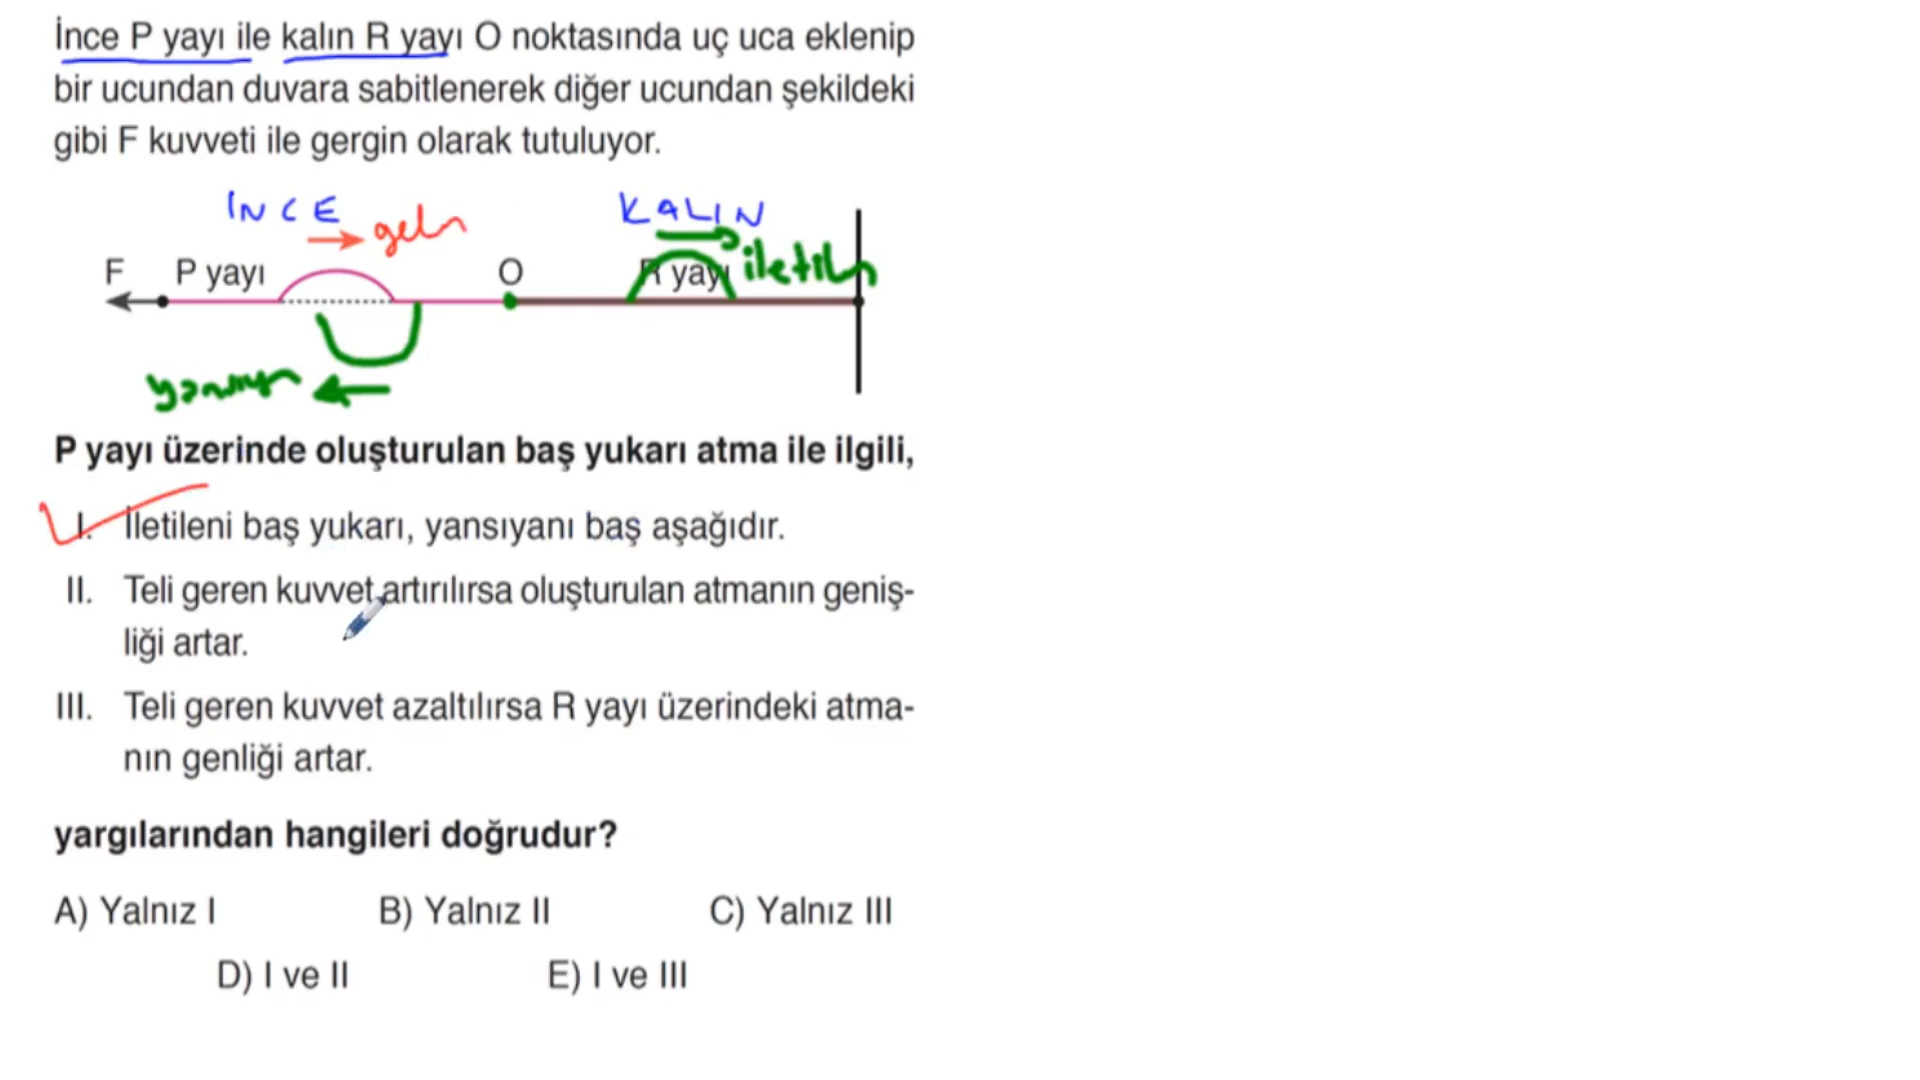 İnce P yayı ile kalın R yayı O noktasında uç uca eklenip
bir ucundan duvara sabitlenerek diğer ucundan şekildeki
gibi F kuvveti ile gergin olarak tutuluyor.
İNCE KALIN
geln
F P yayı O R yayı iletiln
P yayı üzerinde oluşturulan baş yukarı atma ile ilgili,
I. İletileni baş yukarı, yansıyanı baş aşağıdır.
II. Teli geren kuvvet artırılırsa oluşturulan atmanın geniş-
liği artar.
III. Teli geren kuvvet azaltılırsa R yayı üzerindeki atma-
nın genliği artar.
yargılarından hangileri doğrudur?
A) Yalnız I B) Yalnız II C) Yalnız III
D) I ve II E) I ve III